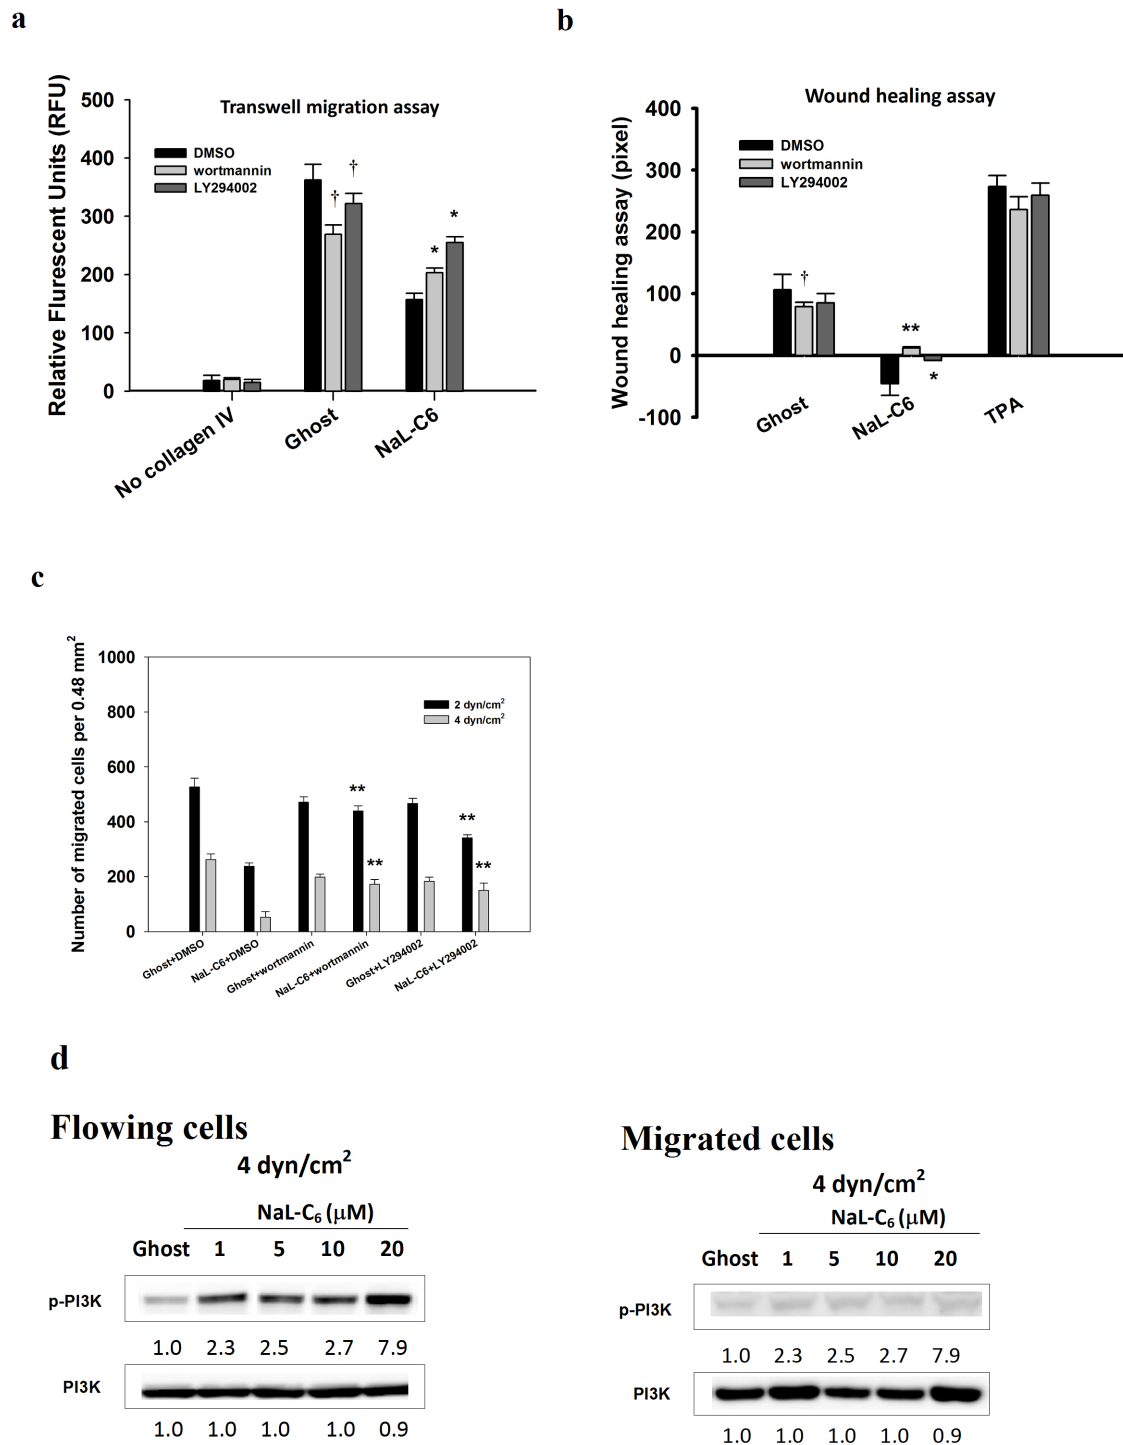 a
Transwell migration assay
Relative Flurescent Units (RFU)
500
400
300
200
100
0
DMSO
wortmannin
LY294002
†
†
*
*
No collagen IV
Ghost
NaL-C6
b
Wound healing assay
Wound healing assay (pixel)
400
300
200
100
0
-100
DMSO
wortmannin
LY294002
†
**
*
Ghost
NaL-C6
TPA
c
Number of migrated cells per 0.48 mm²
1000
800
600
400
200
0
2 dyn/cm²
4 dyn/cm²
**
**
**
**
Ghost+DMSO
NaL-C6+DMSO
Ghost+wortmannin
NaL-C6+wortmannin
Ghost+LY294002
NaL-C6+LY294002
d
Flowing cells
4 dyn/cm²
NaL-C₆ (μM)
Ghost 1 5 10 20
p-PI3K
1.0 2.3 2.5 2.7 7.9
PI3K
1.0 1.0 1.0 1.0 0.9
Migrated cells
4 dyn/cm²
NaL-C₆ (μM)
Ghost 1 5 10 20
p-PI3K
1.0 2.3 2.5 2.7 7.9
PI3K
1.0 1.0 1.0 1.0 0.9